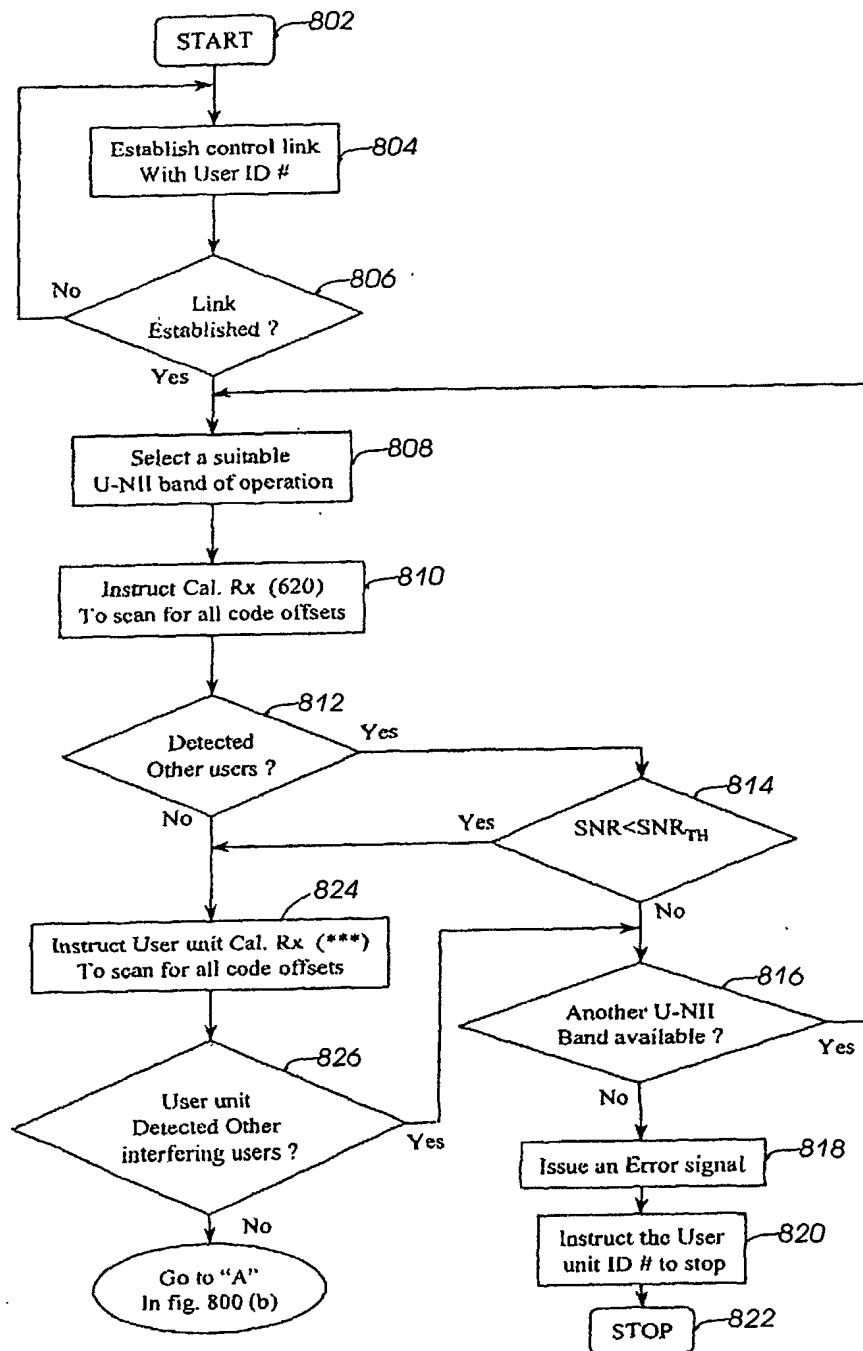 START
802
Establish control link
With User ID #
804
806
No
Link
Established ?
Yes
Select a suitable
U-NII band of operation
808
Instruct Cal. Rx (620)
To scan for all code offsets
810
812
Detected
Other users ?
Yes
No
814
SNR<SNRTH
Yes
No
824
Instruct User unit Cal. Rx (***)
To scan for all code offsets
816
Another U-NII
Band available ?
Yes
No
826
User unit
Detected Other
interfering users ?
Yes
No
Issue an Error signal
818
Instruct the User
unit ID # to stop
820
Go to "A"
In fig. 800 (b)
STOP
822